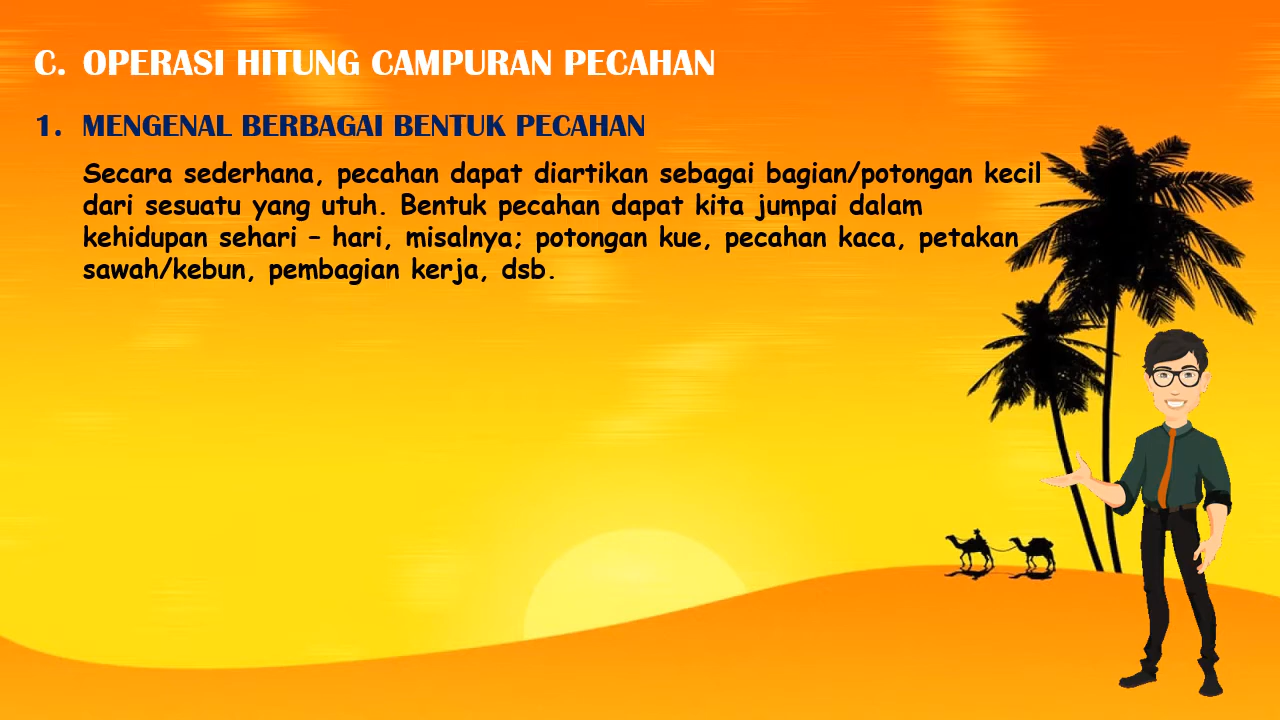 C. OPERASI HITUNG CAMPURAN PECAHAN
1. MENGENAL BERBAGAI BENTUK PECAHAN
Secara sederhana, pecahan dapat diartikan sebagai bagian/potongan kecil
dari sesuatu yang utuh. Bentuk pecahan dapat kita jumpai dalam
kehidupan sehari – hari, misalnya; potongan kue, pecahan kaca, petakan
sawah/kebun, pembagian kerja, dsb.